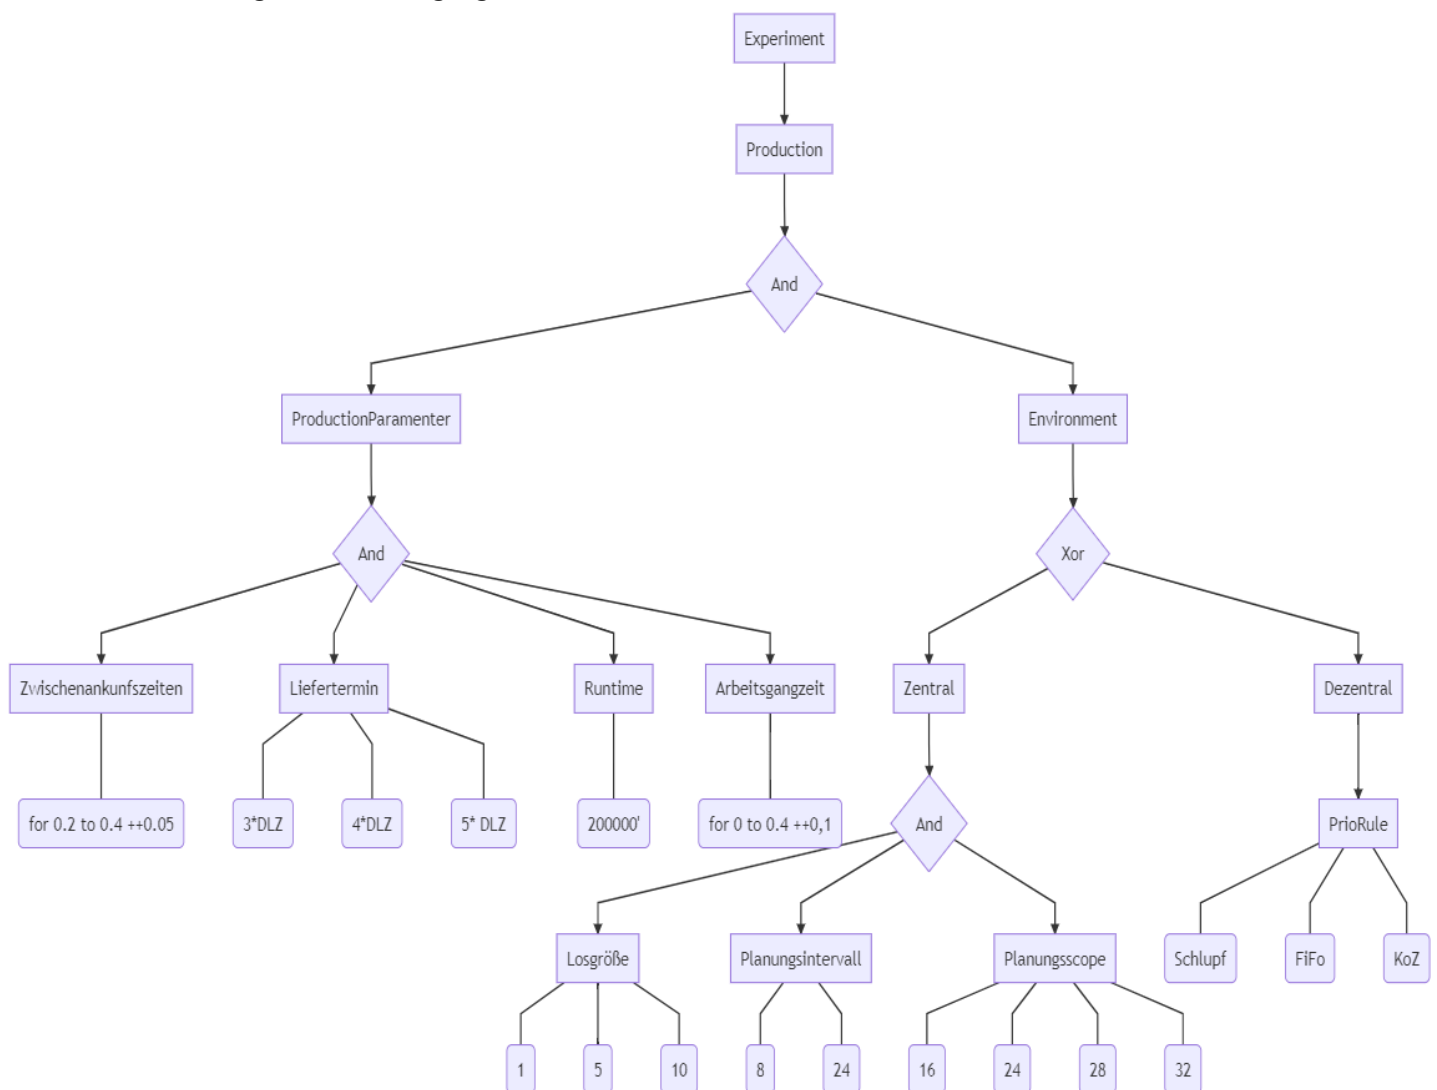 Experiment
Production
And
ProductionParamenter
Environment
And
Xor
Zwischenankunfszeiten
Liefertermin
Runtime
Arbeitsgangzeit
Zentral
Dezentral
for 0.2 to 0.4 ++0.05
3*DLZ
4*DLZ
5* DLZ
200000'
for 0 to 0.4 ++0,1
And
PrioRule
Losgröße
Planungsintervall
Planungsscope
Schlupf
FiFo
KoZ
1
5
10
8
24
16
24
28
32